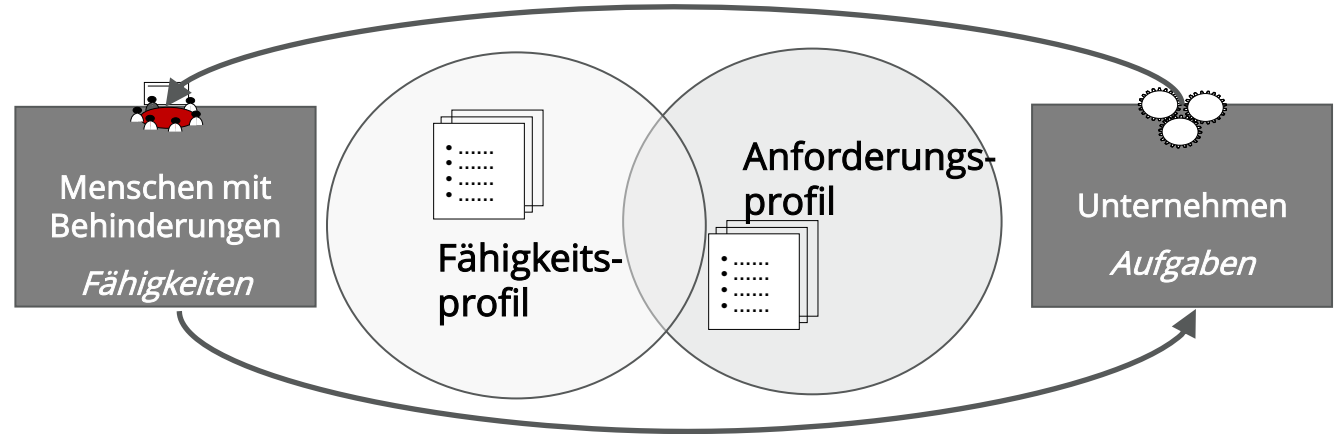 Menschen mit
Behinderungen
Fähigkeiten
• ......
• ......
• ......
• ......
Fähigkeits-
profil
Anforderungs-
profil
• ......
• ......
• ......
• ......
Unternehmen
Aufgaben